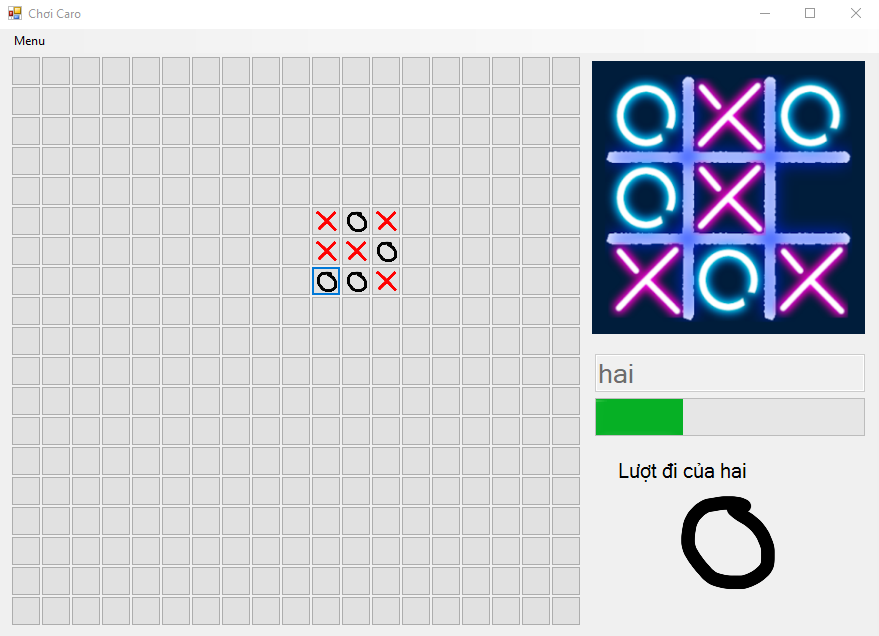 Chơi Caro
Menu
hai
Lượt đi của hai